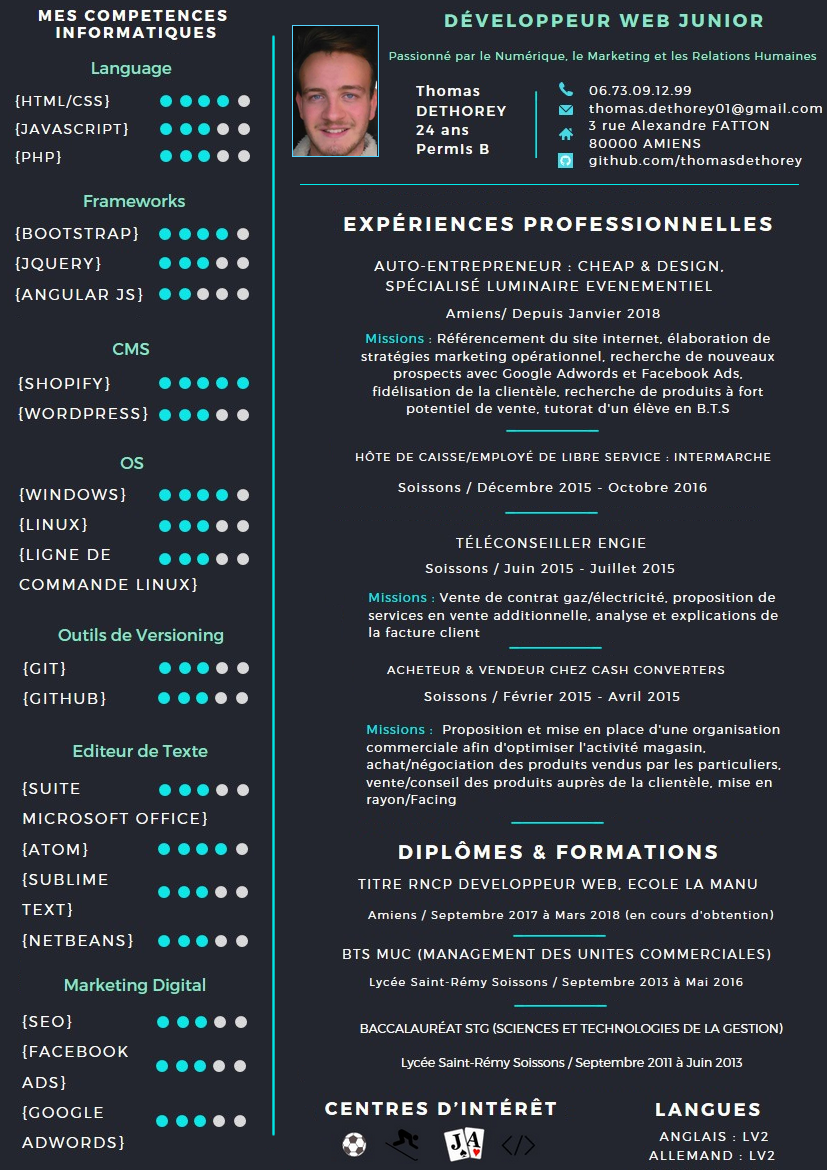 MES COMPETENCES
INFORMATIQUES
Language
{HTML/CSS}
{JAVASCRIPT}
{PHP}
Frameworks
{BOOTSTRAP}
{JQUERY}
{ANGULAR JS}
CMS
{SHOPIFY}
{WORDPRESS}
OS
{WINDOWS}
{LINUX}
{LIGNE DE
COMMANDE LINUX}
Outils de Versioning
{GIT}
{GITHUB}
Editeur de Texte
{SUITE
MICROSOFT OFFICE}
{ATOM}
{SUBLIME
TEXT}
{NETBEANS}
Marketing Digital
{SEO}
{FACEBOOK
ADS}
{GOOGLE
ADWORDS}
DÉVELOPPEUR WEB JUNIOR
Passionné par le Numérique, le Marketing et les Relations Humaines
Thomas
DETHOREY
24 ans
PermIs B
06.73.09.12.99
thomas.dethorey01@gmail.com
3 rue Alexandre FATTON
80000 AMIENS
github.com/thomasdethorey
EXPÉRIENCES PROFESSIONNELLES
AUTO-ENTREPRENEUR : CHEAP & DESIGN,
SPÉCIALISÉ LUMINAIRE EVENEMENTIEL
Amiens/ Depuis Janvier 2018
Missions : Référencement du site internet, élaboration de
stratégies marketing opérationnel, recherche de nouveaux
prospects avec Google Adwords et Facebook Ads,
fidélisation de la clientèle, recherche de produits à fort
potentiel de vente, tutorat d'un élève en B.T.S
HÔTE DE CAISSE/EMPLOYÉ DE LIBRE SERVICE : INTERMARCHE
Soissons / Décembre 2015 - Octobre 2016
TÉLÉCONSEILLER ENGIE
Soissons / Juin 2015 - Juillet 2015
Missions : Vente de contrat gaz/électricité, proposition de
services en vente additionnelle, analyse et explications de
la facture client
ACHETEUR & VENDEUR CHEZ CASH CONVERTERS
Soissons / Février 2015 - Avril 2015
Missions : Proposition et mise en place d'une organisation
commerciale afin d'optimiser l'activité magasin,
achat/négociation des produits vendus par les particuliers,
vente/conseil des produits auprès de la clientèle, mise en
rayon/Facing
DIPLÔMES & FORMATIONS
TITRE RNCP DEVELOPPEUR WEB, ECOLE LA MANU
Amiens / Septembre 2017 à Mars 2018 (en cours d'obtention)
BTS MUC (MANAGEMENT DES UNITES COMMERCIALES)
Lycée Saint-Rémy Soissons / Septembre 2013 à Mai 2016
BACCALAURÉAT STG (SCIENCES ET TECHNOLOGIES DE LA GESTION)
Lycée Saint-Rémy Soissons / Septembre 2011 à Juin 2013
CENTRES D'INTÉRÊT
J A
</>
LANGUES
ANGLAIS : LV2
ALLEMAND : LV2